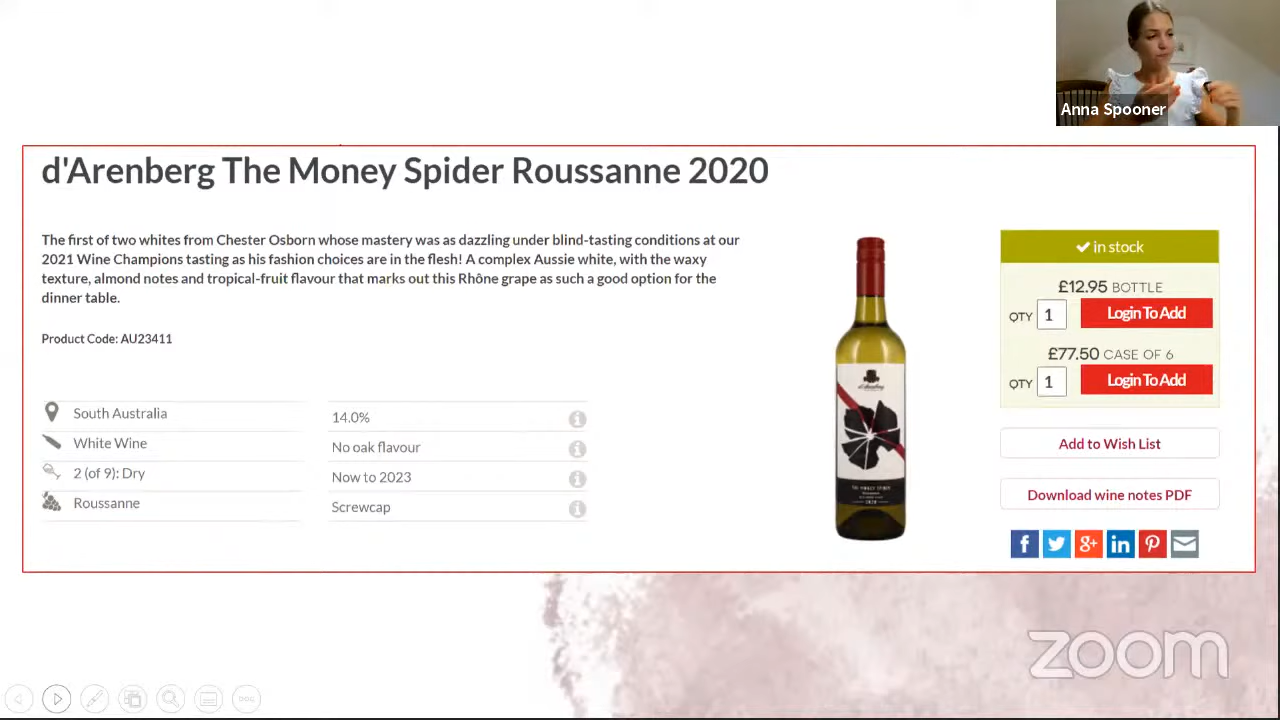 Anna Spooner
d'Arenberg The Money Spider Roussanne 2020
The first of two whites from Chester Osborn whose mastery was as dazzling under blind-tasting conditions at our
2021 Wine Champions tasting as his fashion choices are in the flesh! A complex Aussie white, with the waxy
texture, almond notes and tropical-fruit flavour that marks out this Rhône grape as such a good option for the
dinner table.
Product Code: AU23411
South Australia
White Wine
2 (of 9): Dry
Roussanne
14.0%
No oak flavour
Now to 2023
Screwcap
d'Arenberg
THE MONEY SPIDER
2020
in stock
£12.95 BOTTLE
QTY 1 Login To Add
£77.50 CASE OF 6
QTY 1 Login To Add
Add to Wish List
Download wine notes PDF
zoom